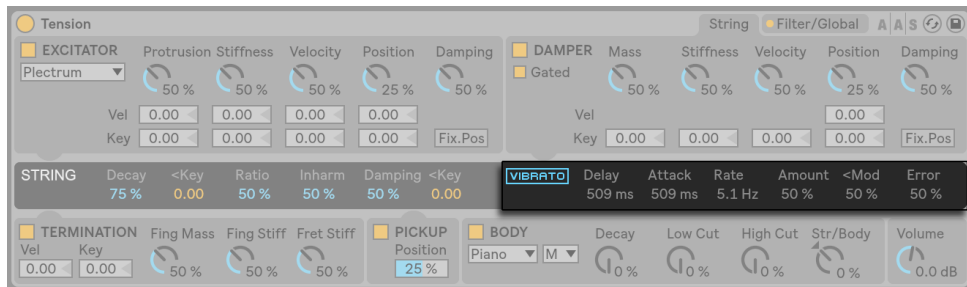 Tension String Filter/Global A A S
EXCITATOR Protrusion Stiffness Velocity Position Damping
Plectrum
50 % 50 % 50 % 25 % 50 %
Vel 0.00 0.00 0.00 0.00
Key 0.00 0.00 0.00 0.00 Fix.Pos
DAMPER Mass Stiffness Velocity Position Damping
Gated
50 % 50 % 50 % 25 % 50 %
Vel 0.00
Key 0.00 0.00 0.00 0.00 Fix.Pos
STRING Decay <Key Ratio Inharm Damping <Key
75 % 0.00 50 % 50 % 50 % 0.00
VIBRATO Delay Attack Rate Amount <Mod Error
509 ms 509 ms 5.1 Hz 50 % 50 % 50 %
TERMINATION Fing Mass Fing Stiff Fret Stiff
Vel Key
0.00 0.00 50 % 50 % 50 %
PICKUP
Position
25 %
BODY Decay Low Cut High Cut Str/Body
Piano M
0 % 0 % 0 % 0 %
Volume
0.0 dB